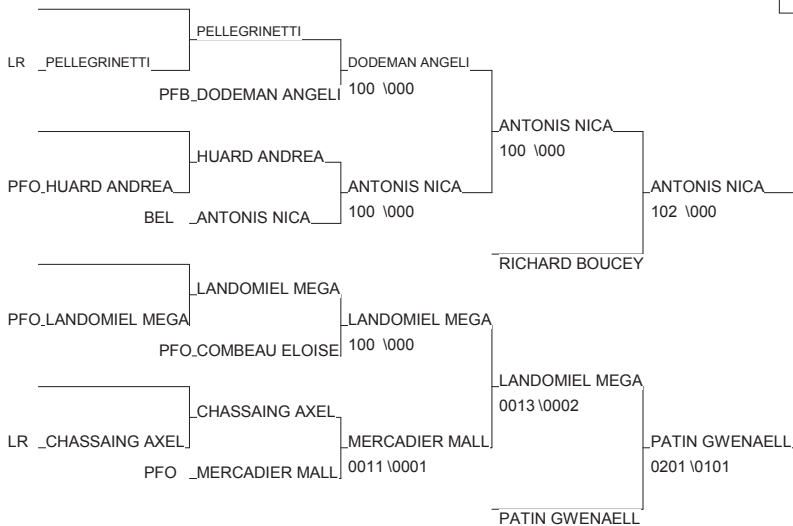 PELLEGRINETTI
LR PELLEGRINETTI DODEMAN ANGELI
PFB DODEMAN ANGELI 100 \000
ANTONIS NICA
HUARD ANDREA 100 \000
PFO HUARD ANDREA ANTONIS NICA ANTONIS NICA
BEL ANTONIS NICA 100 \000 102 \000
RICHARD BOUCEY
LANDOMIEL MEGA
PFO LANDOMIEL MEGA LANDOMIEL MEGA
PFO COMBEAU ELOISE 100 \000
LANDOMIEL MEGA
CHASSAING AXEL 0013 \0002
LR CHASSAING AXEL MERCADIER MALL PATIN GWENAELL
PFO MERCADIER MALL 0011 \0001 0201 \0101
PATIN GWENAELL